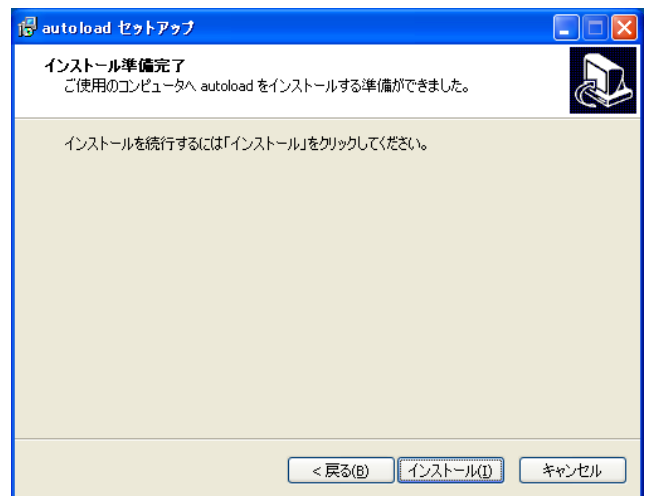 autoload セットアップ
インストール準備完了
ご使用のコンピュータへ autoload をインストールする準備ができました。
インストールを続行するには「インストール」をクリックしてください。
< 戻る(B)
インストール(I)
キャンセル